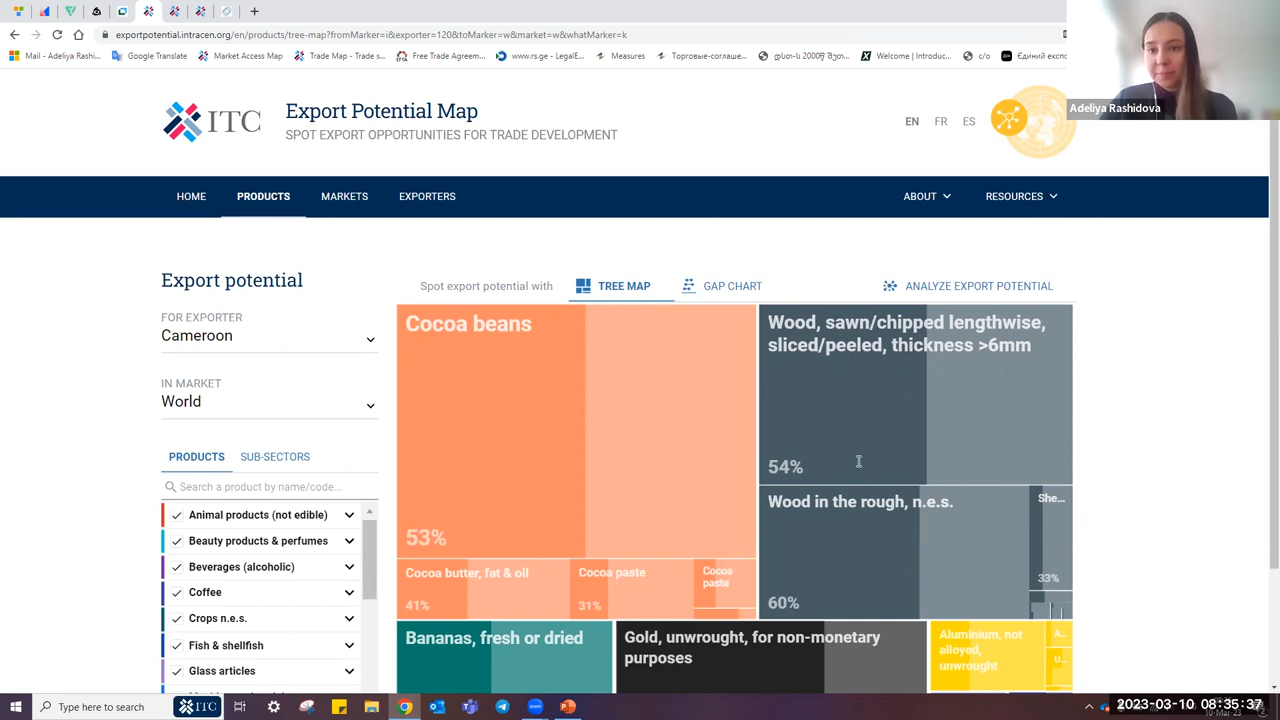 exportpotential.intracen.org/en/products/tree-map?fromMarker=i&exporter=120&toMarker=w&market=w&whatMarker=k
Mail - Adeliya Rashi...
Google Translate
Market Access Map
Trade Map - Trade s...
Free Trade Agreem...
www.rs.ge - LegalE...
Measures
Торговые-соглаше...
დსთ-ს 2000წ შეთ...
Welcome | Introduc...
c/o
Єдиний експо
Adeliya Rashidova
ITC
Export Potential Map
SPOT EXPORT OPPORTUNITIES FOR TRADE DEVELOPMENT
EN FR ES
HOME PRODUCTS MARKETS EXPORTERS ABOUT RESOURCES
Export potential
FOR EXPORTER
Cameroon
IN MARKET
World
PRODUCTS SUB-SECTORS
Search a product by name/code...
Animal products (not edible)
Beauty products & perfumes
Beverages (alcoholic)
Coffee
Crops n.e.s.
Fish & shellfish
Glass articles
Spot export potential with TREE MAP GAP CHART ANALYZE EXPORT POTENTIAL
Cocoa beans
53%
Wood, sawn/chipped lengthwise,
sliced/peeled, thickness >6mm
54%
Wood in the rough, n.e.s.
60%
She...
33%
Cocoa butter, fat & oil
41%
Cocoa paste
31%
Cocoa
paste
Bananas, fresh or dried
Gold, unwrought, for non-monetary
purposes
Aluminium, not
alloyed,
unwrought
A...
U...
Type here to search
ITC
2023-03-10 08:35:37